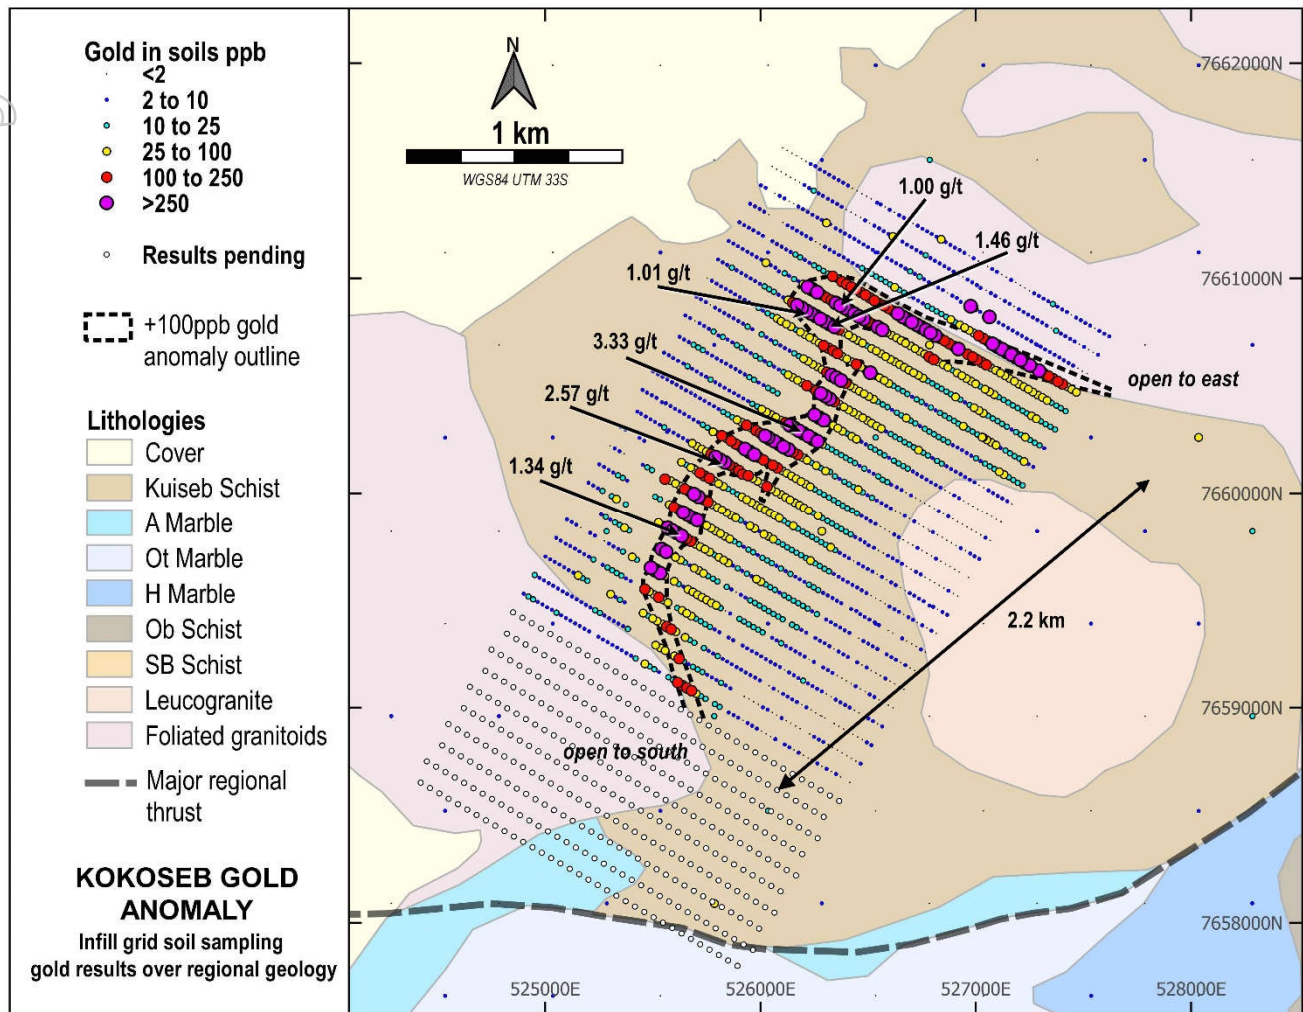 Gold in soils ppb
<2
2 to 10
10 to 25
25 to 100
100 to 250
>250
Results pending
+100ppb gold
anomaly outline
Lithologies
Cover
Kuiseb Schist
A Marble
Ot Marble
H Marble
Ob Schist
SB Schist
Leucogranite
Foliated granitoids
Major regional
thrust
KOKOSEB GOLD
ANOMALY
Infill grid soil sampling
gold results over regional geology
N
1 km
WGS84 UTM 33S
7662000N
1.00 g/t
1.46 g/t
1.01 g/t
7661000N
3.33 g/t
open to east
2.57 g/t
1.34 g/t
7660000N
2.2 km
7659000N
open to south
7658000N
525000E
526000E
527000E
528000E